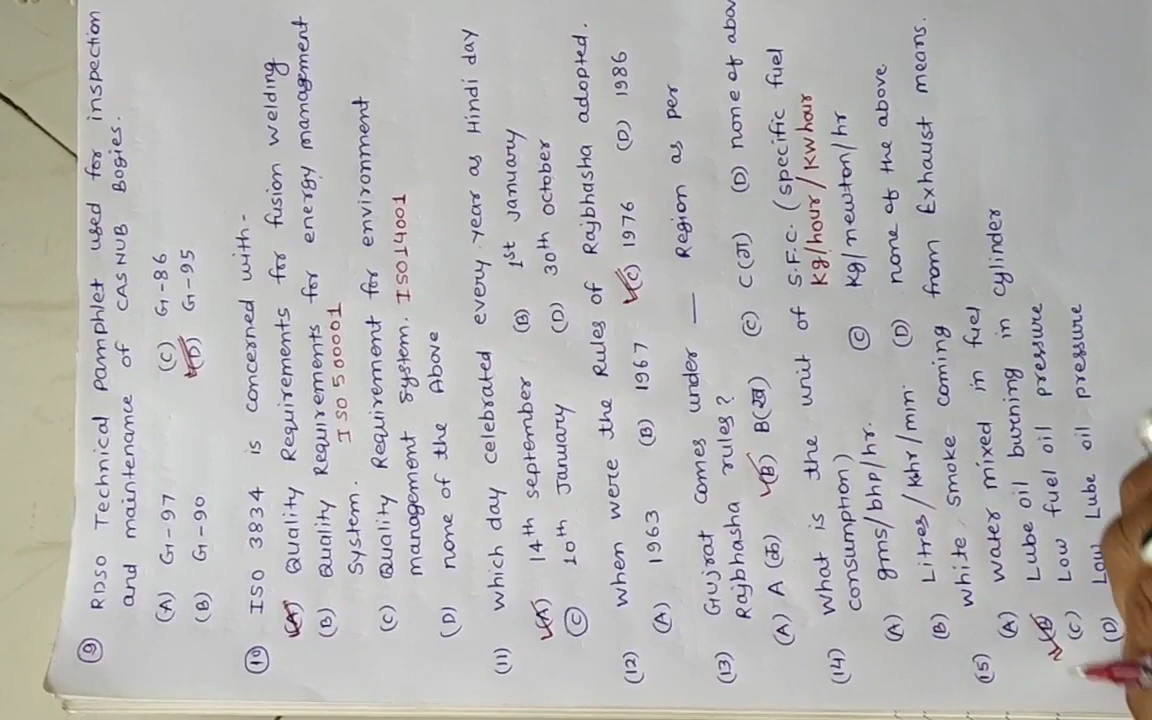 (9) RDSO Technical Pamphlet used for inspection
and maintenance of CASNUB Bogies.
(A) G-97 (C) G-86
(B) G-90 (D) G-95
(10) ISO 3834 is concerned with-
(A) Quality Requirements for fusion welding
(B) Quality Requirements for energy management
System. ISO 500001
(C) Quality Requirement for environment
management System. ISO14001
(D) none of the Above
(11) which day celebrated every year as Hindi day
(A) 14th september (B) 1st January
(C) 10th January (D) 30th october
(12) when were the Rules of Rajbhasha adopted.
(A) 1963 (B) 1967 (C) 1976 (D) 1986
(13) Gujrat comes under — Region as per
Rajbhasha rules?
(A) A (क) (B) B(ख) (C) C(ग) (D) none of abov
(14) What is the unit of S.F.C. (specific fuel
consumption) kg/hour/KWhour
(A) gms/bhp/hr. (C) kg/newton/hr
(B) Litres/khr/min. (D) none of the above
(15) white smoke coming from Exhaust means.
(A) water mixed in fuel
(B) Lube oil burning in cylinder
(C) Low fuel oil pressure
(D) Low Lube oil pressure